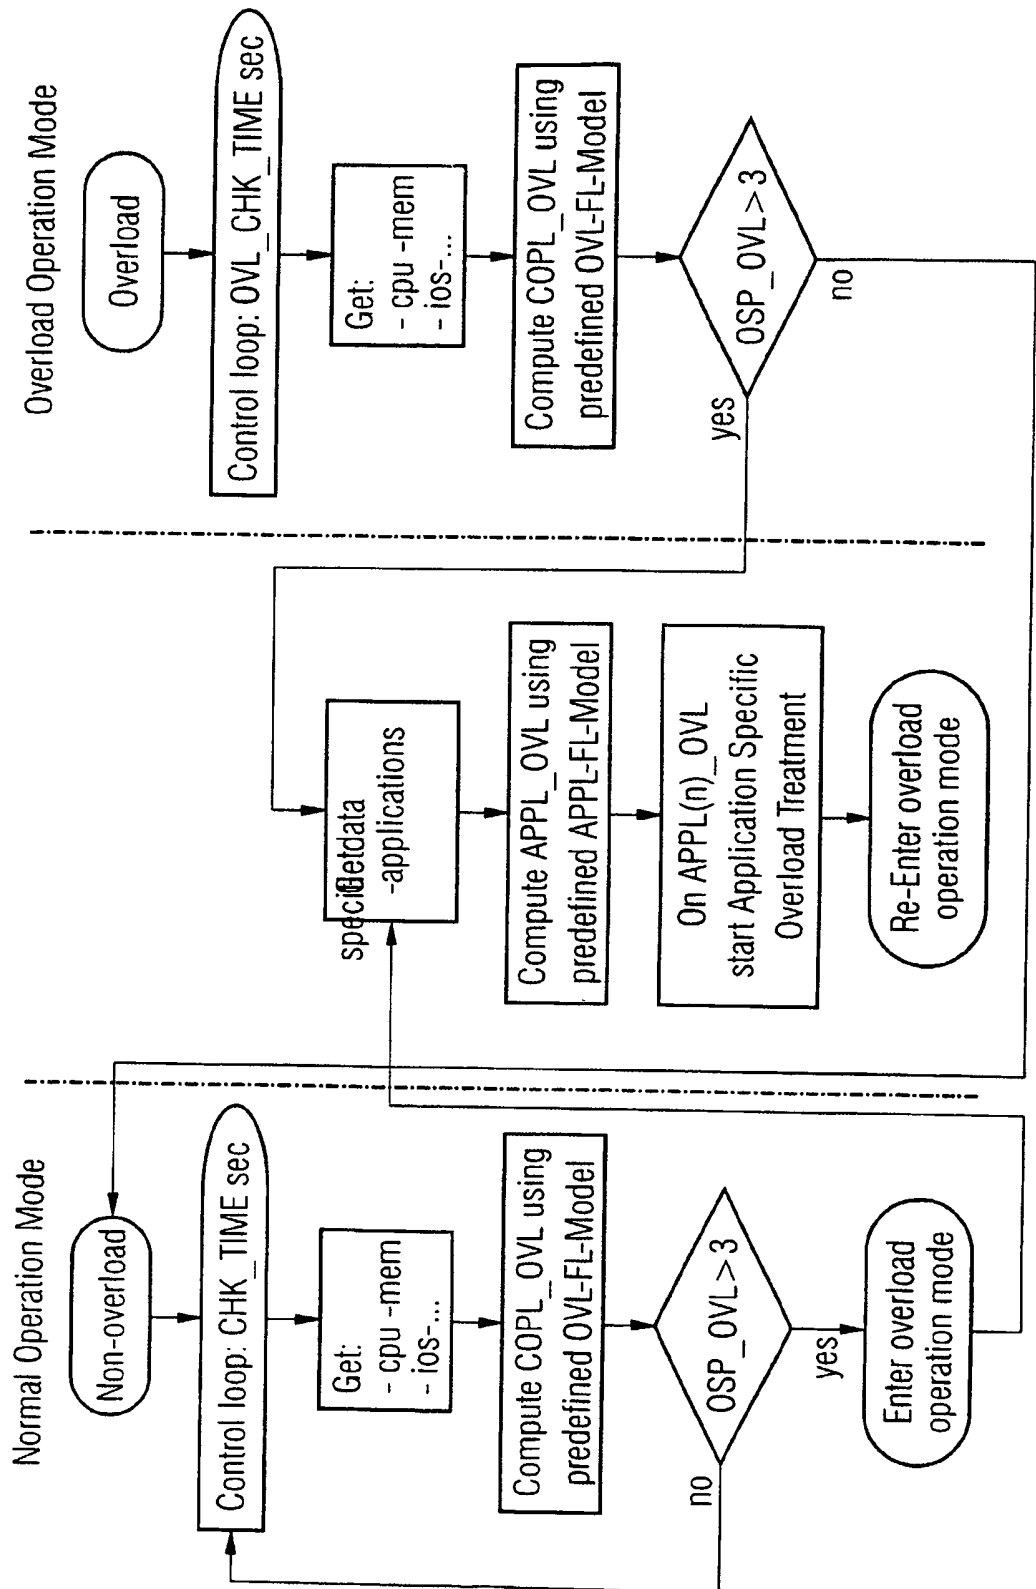 Normal Operation Mode
Non-overload
Control loop: CHK_TIME sec
Get:
- cpu -mem
- ios-...
Compute COPL_OVL using
predefined OVL-FL-Model
OSP_OVL>3
no
yes
Enter overload
operation mode
specific
Getdata
-applications
Compute APPL_OVL using
predefined APPL-FL-Model
On APPL(n)_OVL
start Application Specific
Overload Treatment
Re-Enter overload
operation mode
Overload Operation Mode
Overload
Control loop: OVL_CHK_TIME sec
Get:
- cpu -mem
- ios-...
Compute COPL_OVL using
predefined OVL-FL-Model
OSP_OVL>3
yes
no